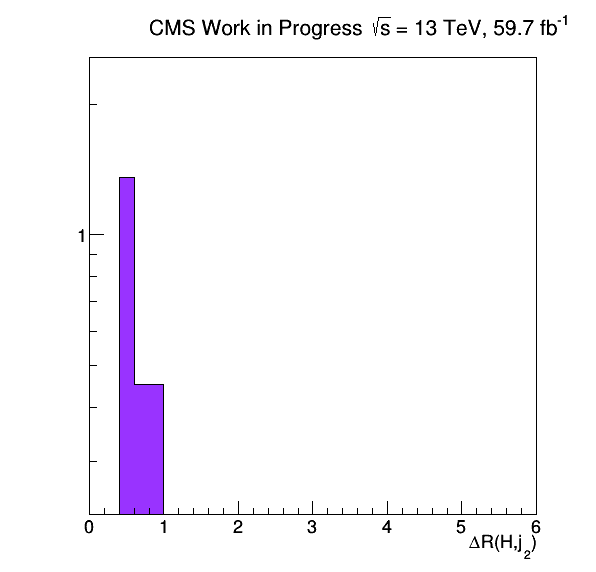 CMS Work in Progress √s = 13 TeV, 59.7 fb⁻¹
1
0 1 2 3 4 5 6
ΔR(H,j₂)